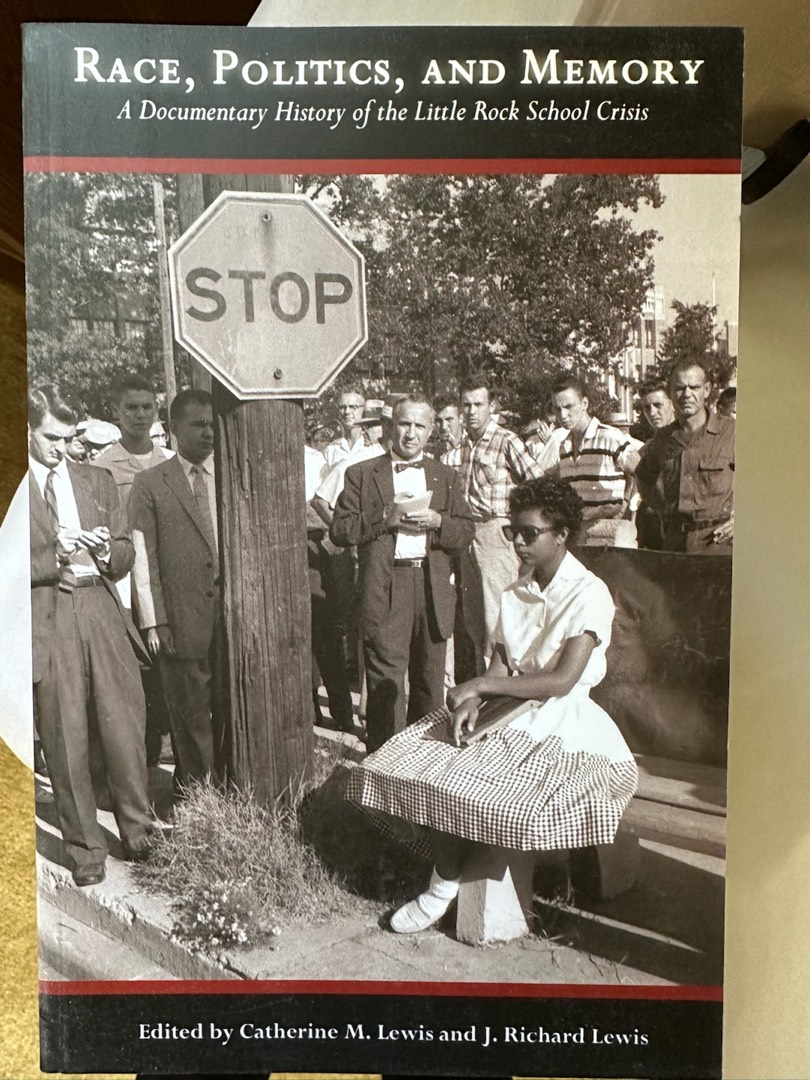 RACE, POLITICS, AND MEMORY
A Documentary History of the Little Rock School Crisis
STOP
Edited by Catherine M. Lewis and J. Richard Lewis